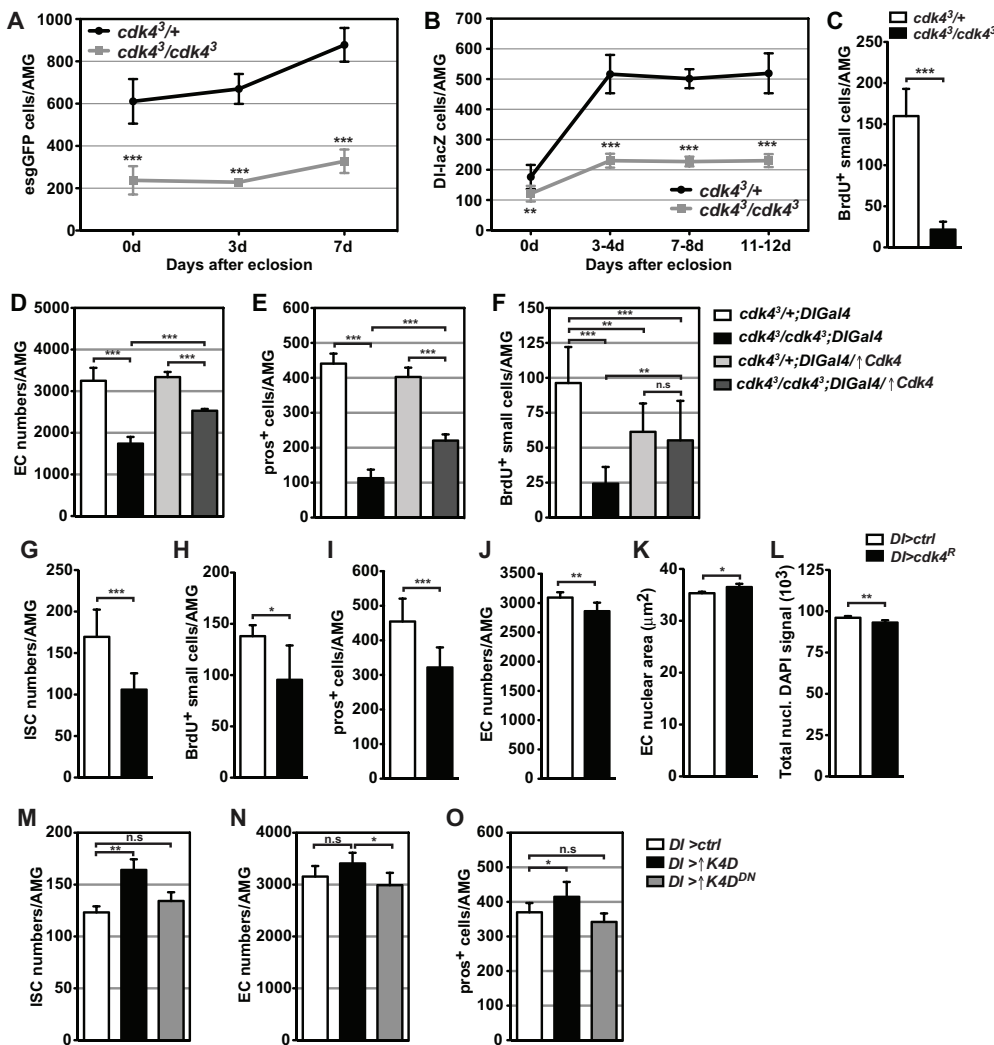 A
cdk4³/+
cdk4³/cdk4³
esgGFP cells/AMG
1000
800
600
400
200
0
***
***
***
0d
3d
7d
Days after eclosion
B
Dl-lacZ cells/AMG
700
600
500
400
300
200
100
0
**
***
***
***
cdk4³/+
cdk4³/cdk4³
0d
3-4d
7-8d
11-12d
Days after eclosion
C
cdk4³/+
cdk4³/cdk4³
BrdU⁺ small cells/AMG
250
200
150
100
50
0
***
D
EC numbers/AMG
5000
4000
3000
2000
1000
0
***
***
***
E
pros⁺ cells/AMG
600
500
400
300
200
100
0
***
***
***
F
BrdU⁺ small cells/AMG
150
125
100
75
50
25
0
***
**
***
**
n.s
cdk4³/+;DlGal4
cdk4³/cdk4³;DlGal4
cdk4³/+;DlGal4/↑Cdk4
cdk4³/cdk4³;DlGal4/↑Cdk4
G
ISC numbers/AMG
250
200
150
100
50
0
***
H
BrdU⁺ small cells/AMG
200
150
100
50
0
*
I
pros⁺ cells/AMG
600
500
400
300
200
100
0
***
J
EC numbers/AMG
3500
3000
2500
2000
1500
1000
500
0
**
K
EC nuclear area (μm2)
60
40
20
0
*
L
Dl>ctrl
Dl>cdk4ᴿ
Total nucl. DAPI signal (10³)
150
100
50
0
**
M
ISC numbers/AMG
200
150
100
50
0
n.s
**
N
EC numbers/AMG
5000
4000
3000
2000
1000
0
n.s
*
O
pros⁺ cells/AMG
600
500
400
300
200
100
0
n.s
*
Dl >ctrl
Dl >↑K4D
Dl >↑K4Dᴰᴺ